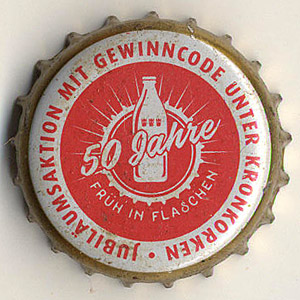 JUBILÄUMSAKTION MIT GEWINNCODE UNTER KRONKORKEN •
50 Jahre
FRÜH IN FLASCHEN